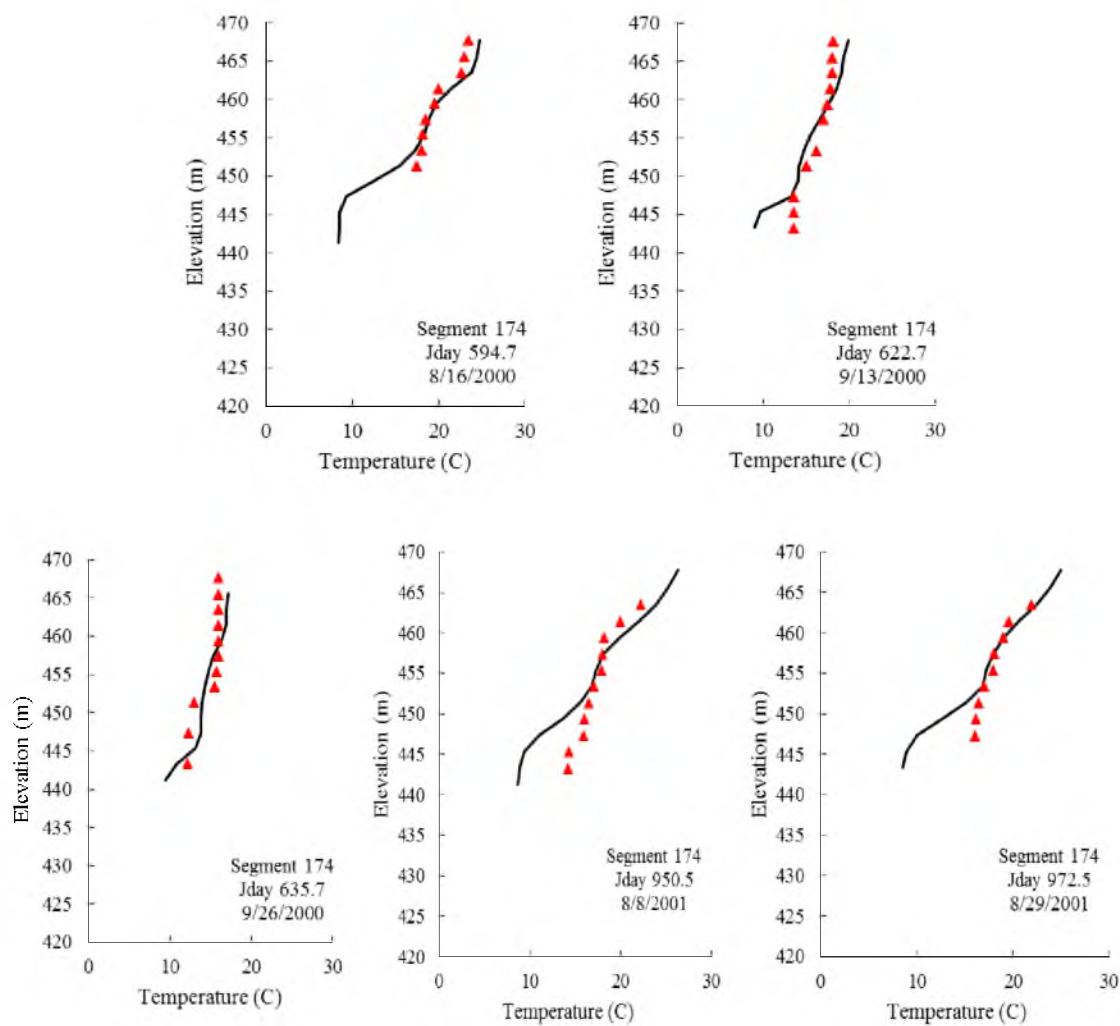 470
465
460
455
450
445
440
435
430
425
420
Elevation (m)
Segment 174
Jday 594.7
8/16/2000
0 10 20 30
Temperature (C)
470
465
460
455
450
445
440
435
430
425
420
Elevation (m)
Segment 174
Jday 622.7
9/13/2000
0 10 20 30
Temperature (C)
470
465
460
455
450
445
440
435
430
425
420
Elevation (m)
Segment 174
Jday 635.7
9/26/2000
0 10 20 30
Temperature (C)
470
465
460
455
450
445
440
435
430
425
420
Elevation (m)
Segment 174
Jday 950.5
8/8/2001
0 10 20 30
Temperature (C)
470
465
460
455
450
445
440
435
430
425
420
Elevation (m)
Segment 174
Jday 972.5
8/29/2001
0 10 20 30
Temperature (C)